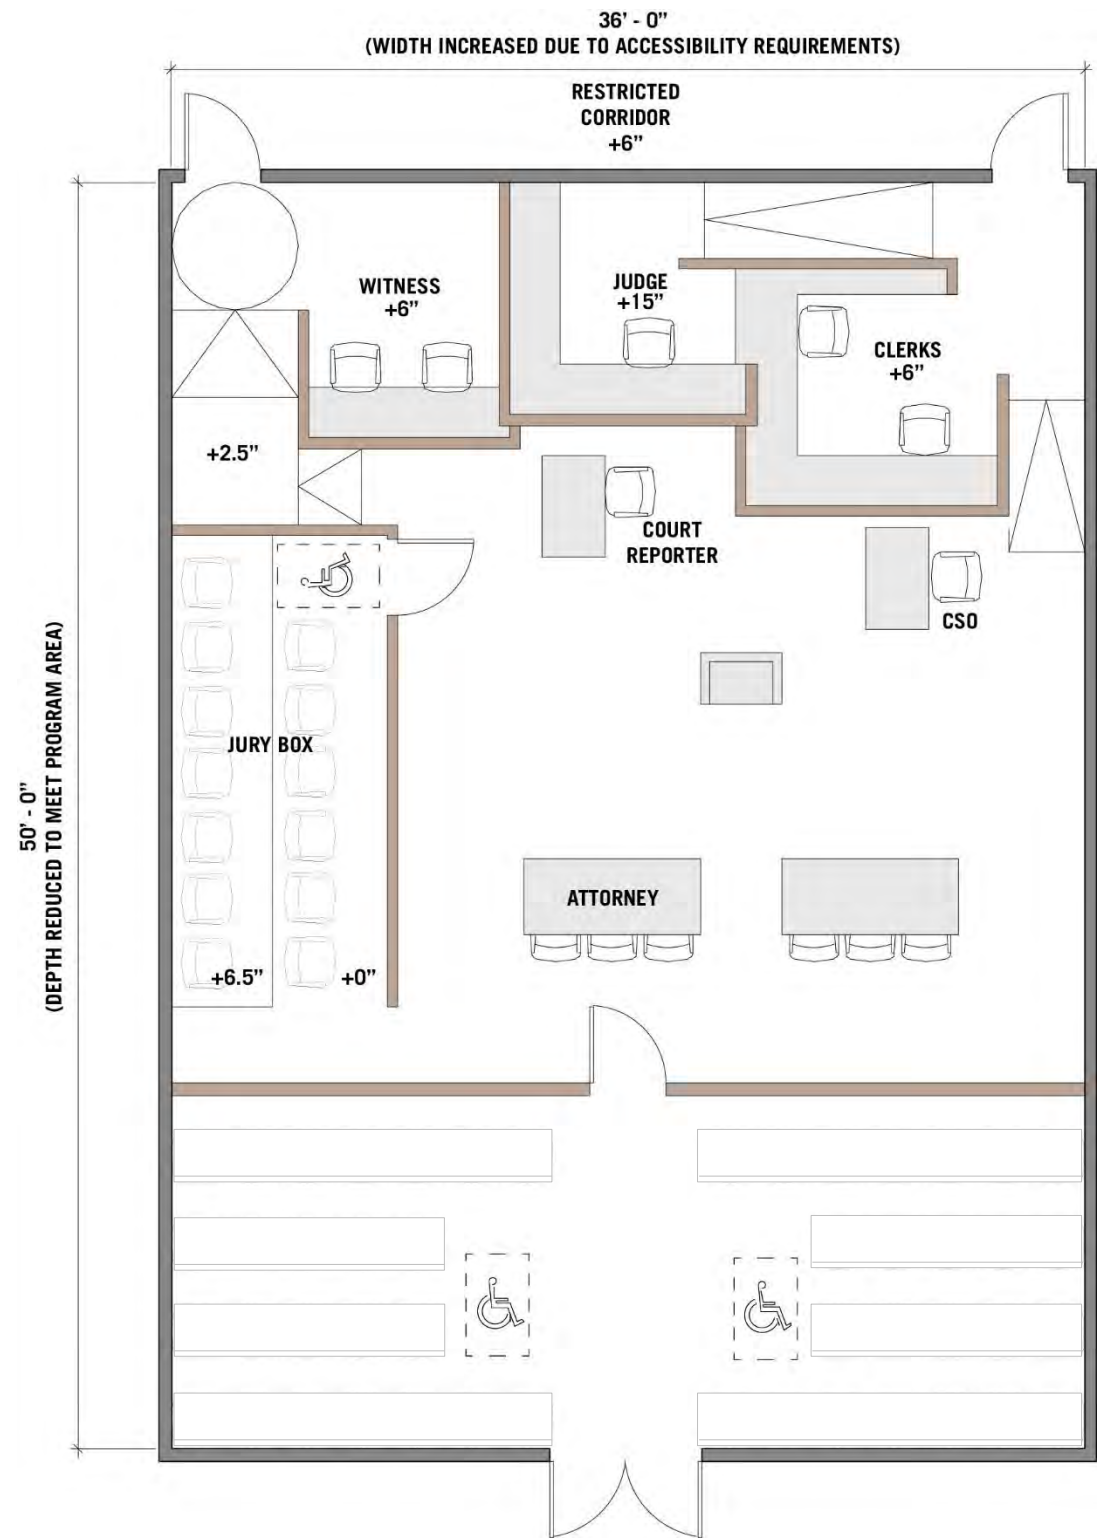 36' - 0"
(WIDTH INCREASED DUE TO ACCESSIBILITY REQUIREMENTS)
RESTRICTED
CORRIDOR
+6"
WITNESS
+6"
JUDGE
+15"
CLERKS
+6"
+2.5"
COURT
REPORTER
CSO
JURY BOX
50' - 0"
(DEPTH REDUCED TO MEET PROGRAM AREA)
ATTORNEY
+6.5"
+0"